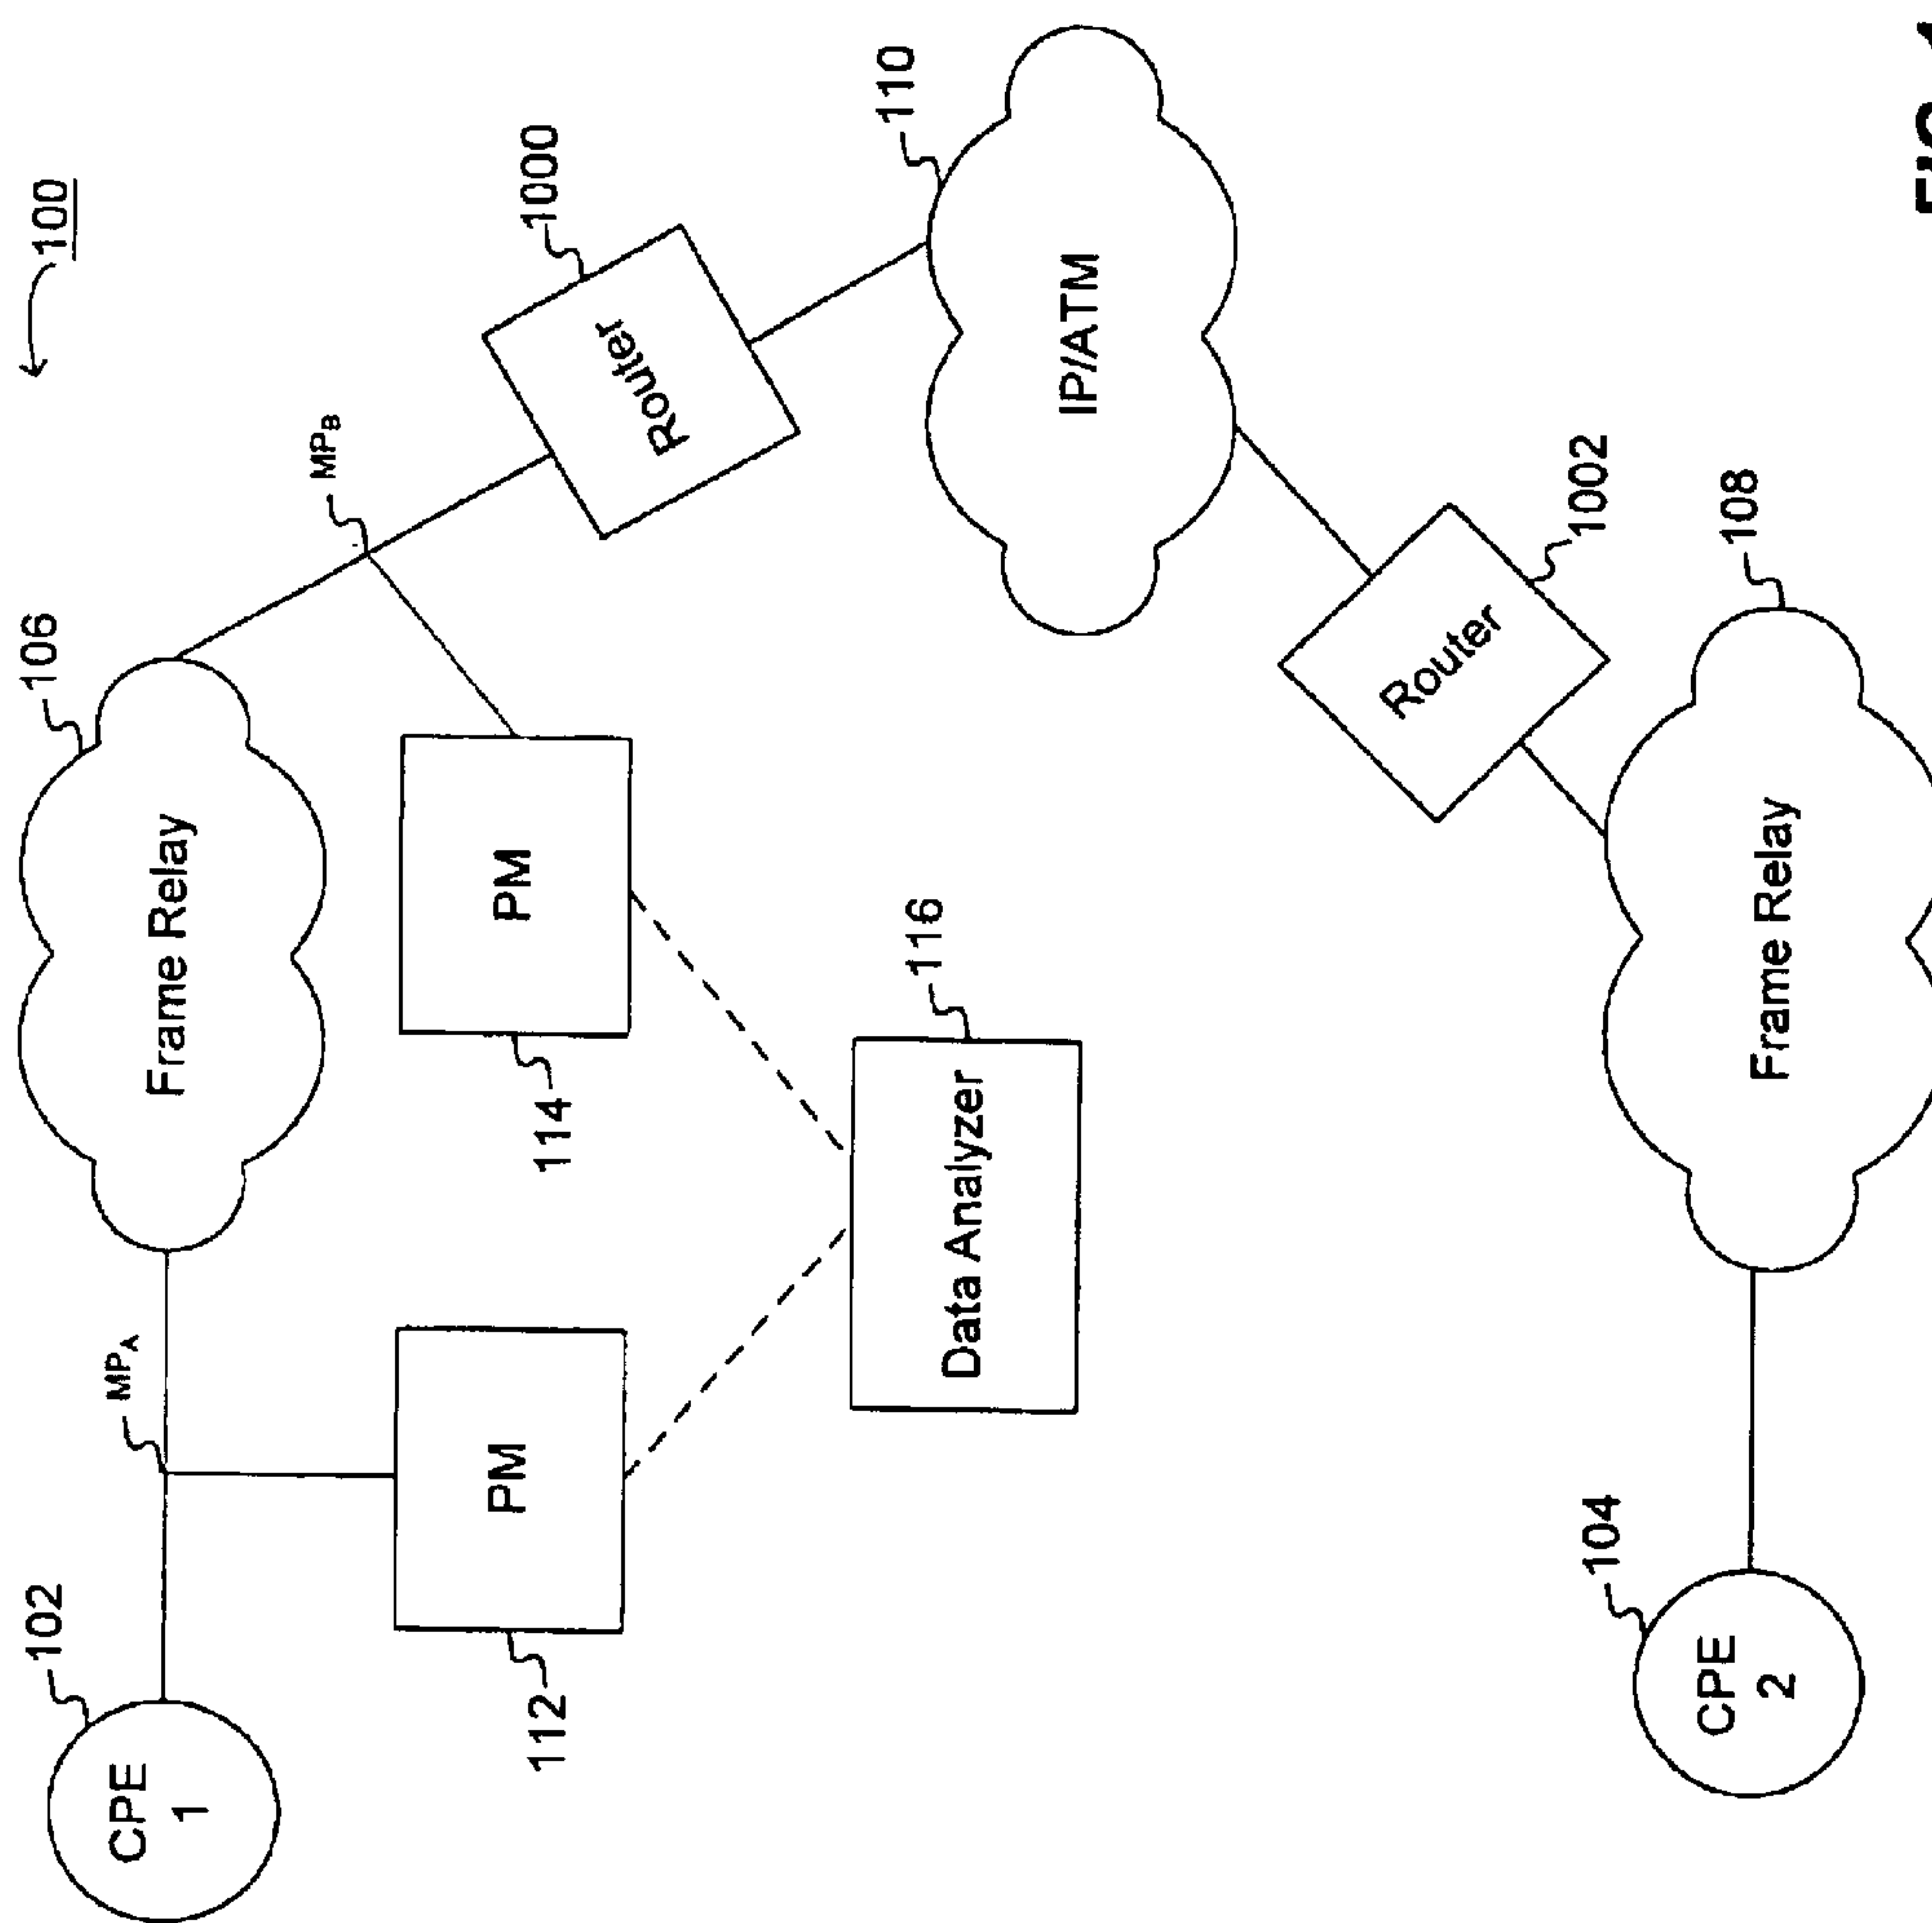 102
106
100
MPA
CPE
1
Frame Relay
MPB
PM
PM
1000
112
114
Router
116
110
Data Analyzer
IP/ATM
Router
104
1002
CPE
2
108
Frame Relay